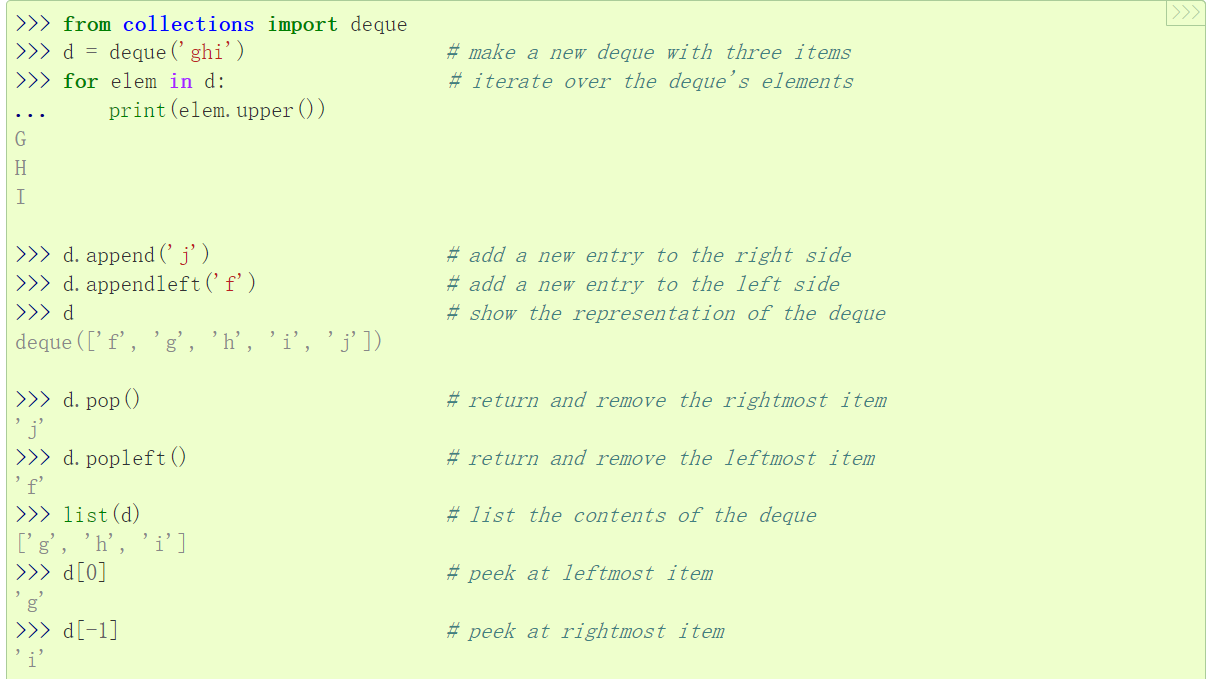 >>>
>>> from collections import deque
>>> d = deque('ghi')                 # make a new deque with three items
>>> for elem in d:                   # iterate over the deque's elements
...     print(elem.upper())
G
H
I

>>> d.append('j')                    # add a new entry to the right side
>>> d.appendleft('f')                # add a new entry to the left side
>>> d                                # show the representation of the deque
deque(['f', 'g', 'h', 'i', 'j'])

>>> d.pop()                          # return and remove the rightmost item
'j'
>>> d.popleft()                      # return and remove the leftmost item
'f'
>>> list(d)                          # list the contents of the deque
['g', 'h', 'i']
>>> d[0]                             # peek at leftmost item
'g'
>>> d[-1]                            # peek at rightmost item
'i'